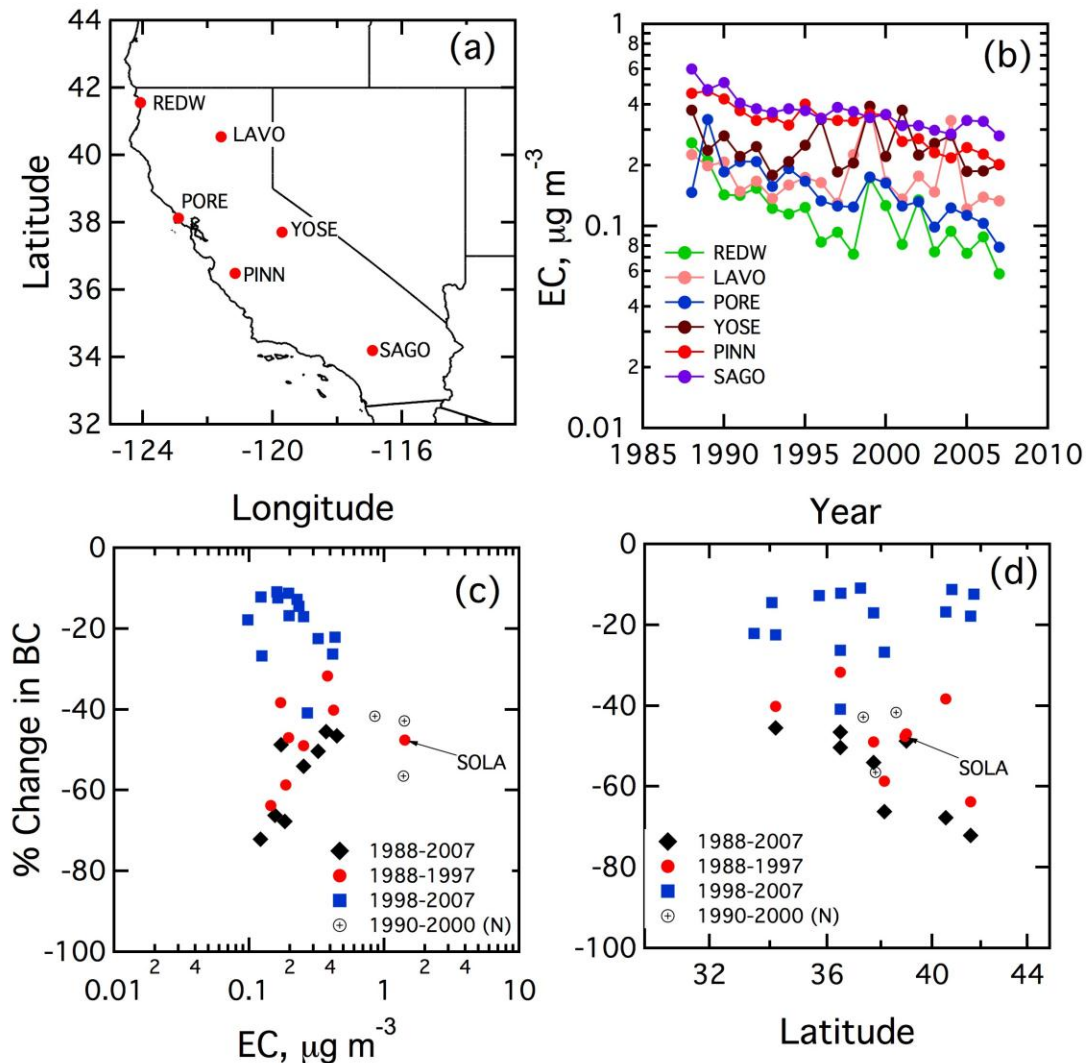 44
42
40
38
36
34
32
Latitude
(a)
REDW
LAVO
PORE
YOSE
PINN
SAGO
-124
-120
-116
Longitude
1
8
6
4
2
0.1
8
6
4
2
0.01
EC, µg m-3
(b)
REDW
LAVO
PORE
YOSE
PINN
SAGO
1985
1990
1995
2000
2005
2010
Year
0
-20
-40
-60
-80
-100
% Change in BC
(c)
SOLA
1988-2007
1988-1997
1998-2007
1990-2000 (N)
2 4 2 4 2 4
0.01 0.1 1 10
EC, µg m-3
0
-20
-40
-60
-80
-100
(d)
SOLA
1988-2007
1988-1997
1998-2007
1990-2000 (N)
32
36
40
44
Latitude